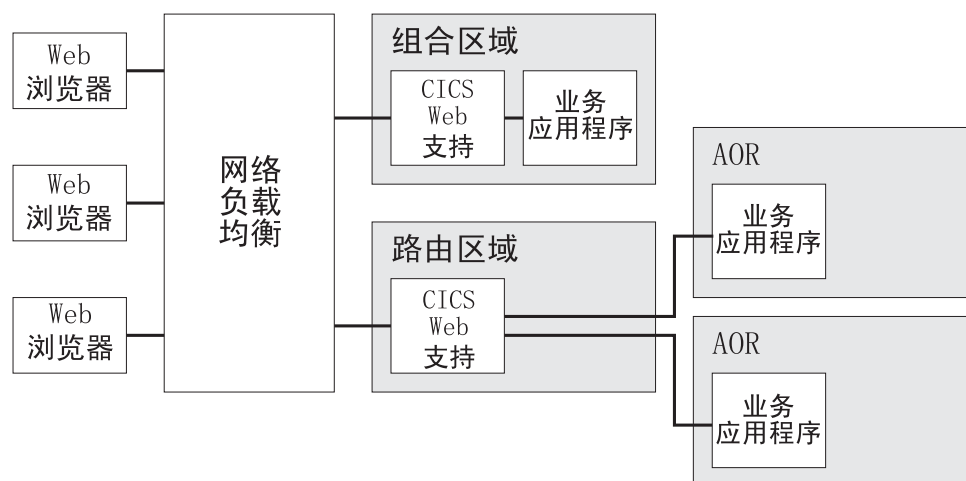 Web
浏览器
Web
浏览器
Web
浏览器
网络
负载
均衡
组合区域
CICS
Web
支持
业务
应用程序
路由区域
CICS
Web
支持
AOR
业务
应用程序
AOR
业务
应用程序